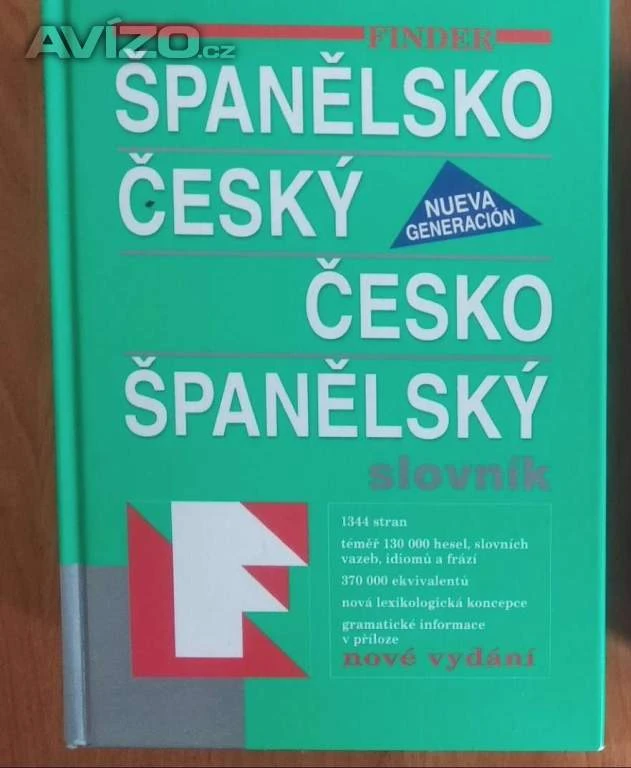 AVÍZO.cz
FINDER
ŠPANĚLSKO
ČESKÝ
NUEVA
GENERACIÓN
ČESKO
ŠPANĚLSKÝ
slovník
1344 stran
téměř 130 000 hesel, slovních
vazeb, idiomů a frází
370 000 ekvivalentů
nová lexikologická koncepce
gramatické informace
v příloze
nové vydání